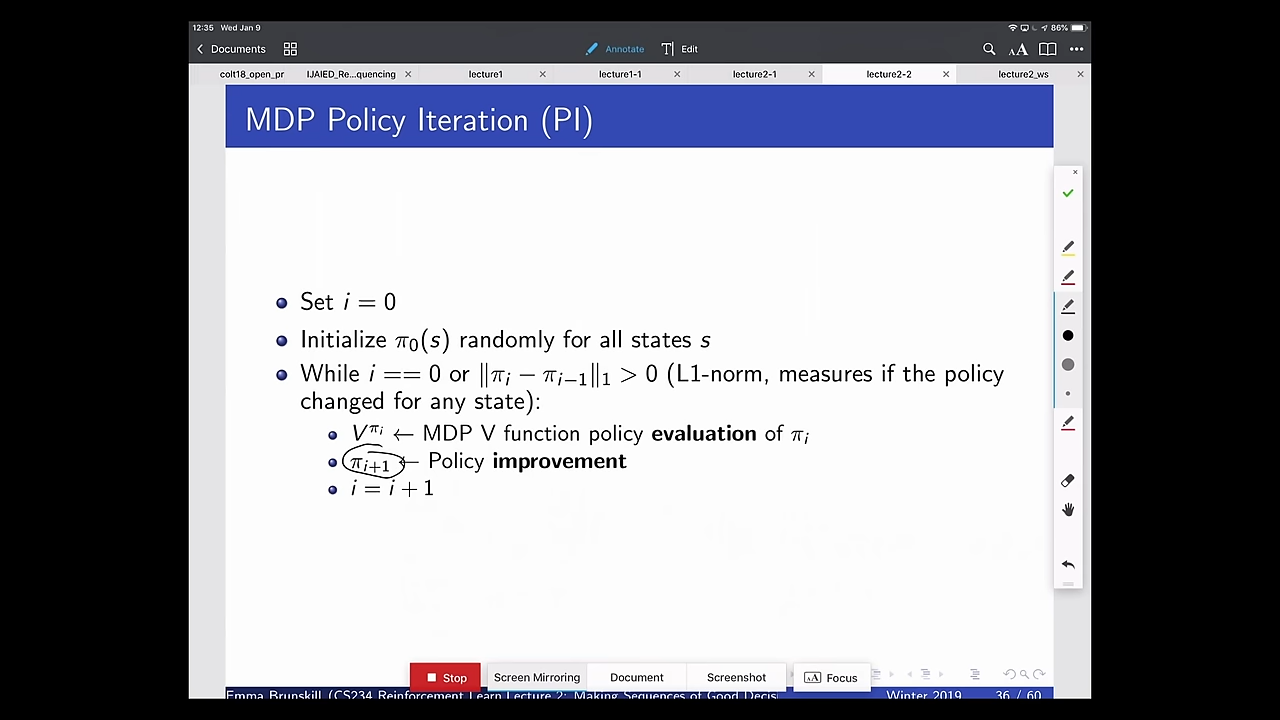 12:35 Wed Jan 9
86%
Documents
Annotate
Edit
AA
colt18_open_pr
IJAIED_Re...quencing
lecture1
lecture1-1
lecture2-1
lecture2-2
lecture2_ws
MDP Policy Iteration (PI)
Set i = 0
Initialize π₀(s) randomly for all states s
While i == 0 or ‖πᵢ − πᵢ₋₁‖₁ > 0 (L1-norm, measures if the policy
changed for any state):
V^πᵢ ← MDP V function policy evaluation of πᵢ
πᵢ₊₁ ← Policy improvement
i = i + 1
Stop
Screen Mirroring
Document
Screenshot
AA Focus
Emma Brunskill (CS234 Reinforcement Learn Lecture 2: Making Sequences of Good Decis
Winter 2019
36 / 60